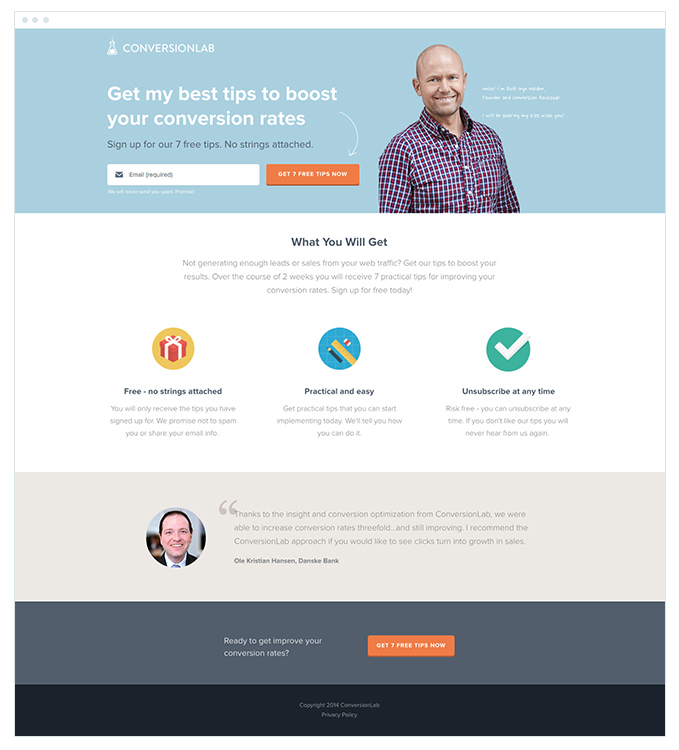 CONVERSIONLAB
Get my best tips to boost
your conversion rates
Sign up for our 7 free tips. No strings attached.
Email (required)
GET 7 FREE TIPS NOW
We will never send you spam. Promise!
Hello! I'm
Founder and Conversion
I will be sharing my tips with you!
What You Will Get
Not generating enough leads or sales from your web traffic? Get our tips to boost your
results. Over the course of 2 weeks you will receive 7 practical tips for improving your
conversion rates. Sign up for free today!
Free - no strings attached
You will only receive the tips you have
signed up for. We promise not to spam
you or share your email info.
Practical and easy
Get practical tips that you can start
implementing today. We'll tell you how
you can do it.
Unsubscribe at any time
Risk free - you can unsubscribe at any
time. If you don't like our tips you will
never hear from us again.
“
Thanks to the insight and conversion optimization from ConversionLab, we were
able to increase conversion rates threefold...and still improving. I recommend the
ConversionLab approach if you would like to see clicks turn into growth in sales.
Ole Kristian Hansen, Danske Bank
Ready to get improve your
conversion rates?
GET 7 FREE TIPS NOW
Copyright 2014 ConversionLab
Privacy Policy